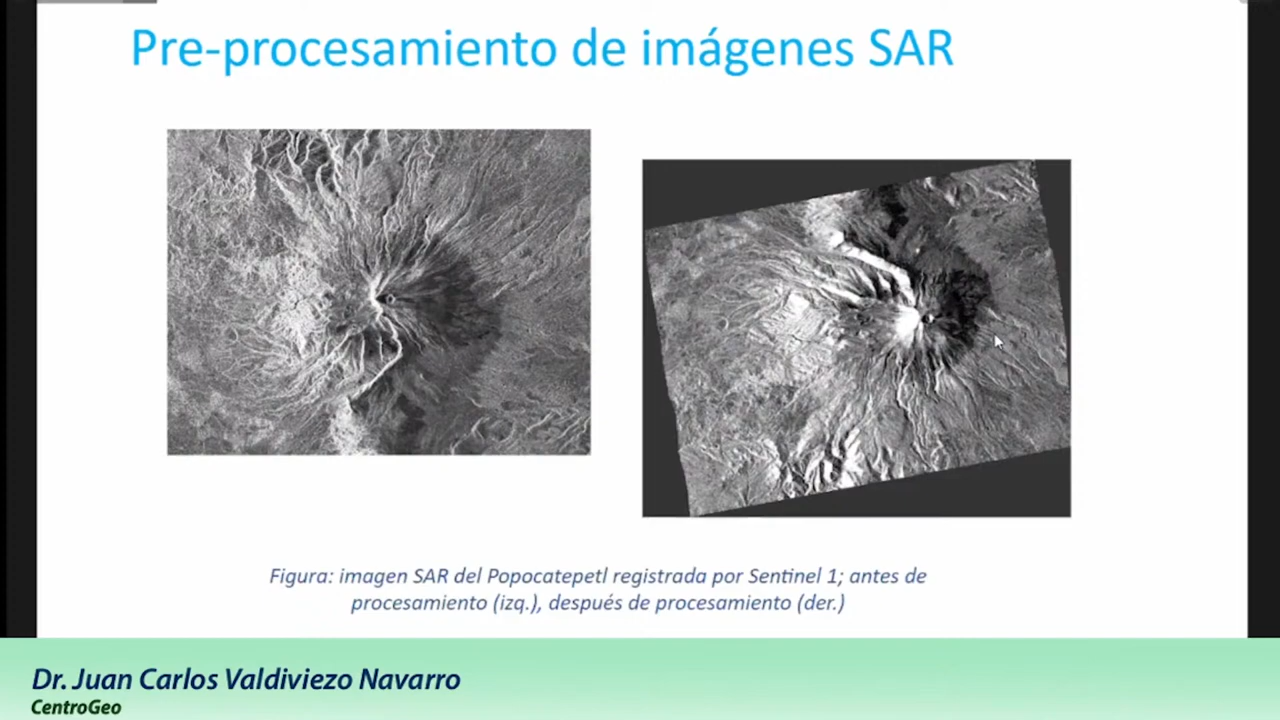 Pre-procesamiento de imágenes SAR
Figura: imagen SAR del Popocatepetl registrada por Sentinel 1; antes de
procesamiento (izq.), después de procesamiento (der.)
Dr. Juan Carlos Valdiviezo Navarro
CentroGeo